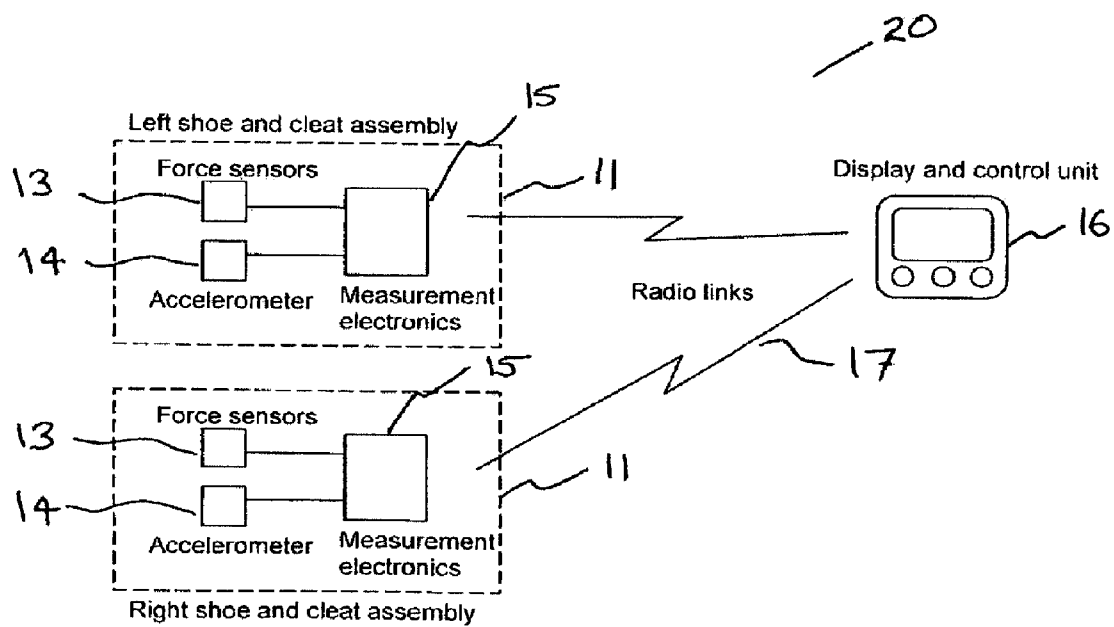 20
15
Left shoe and cleat assembly
13
Force sensors
11
Display and control unit
16
14
Accelerometer
Measurement
electronics
Radio links
17
15
13
Force sensors
11
14
Accelerometer
Measurement
electronics
Right shoe and cleat assembly